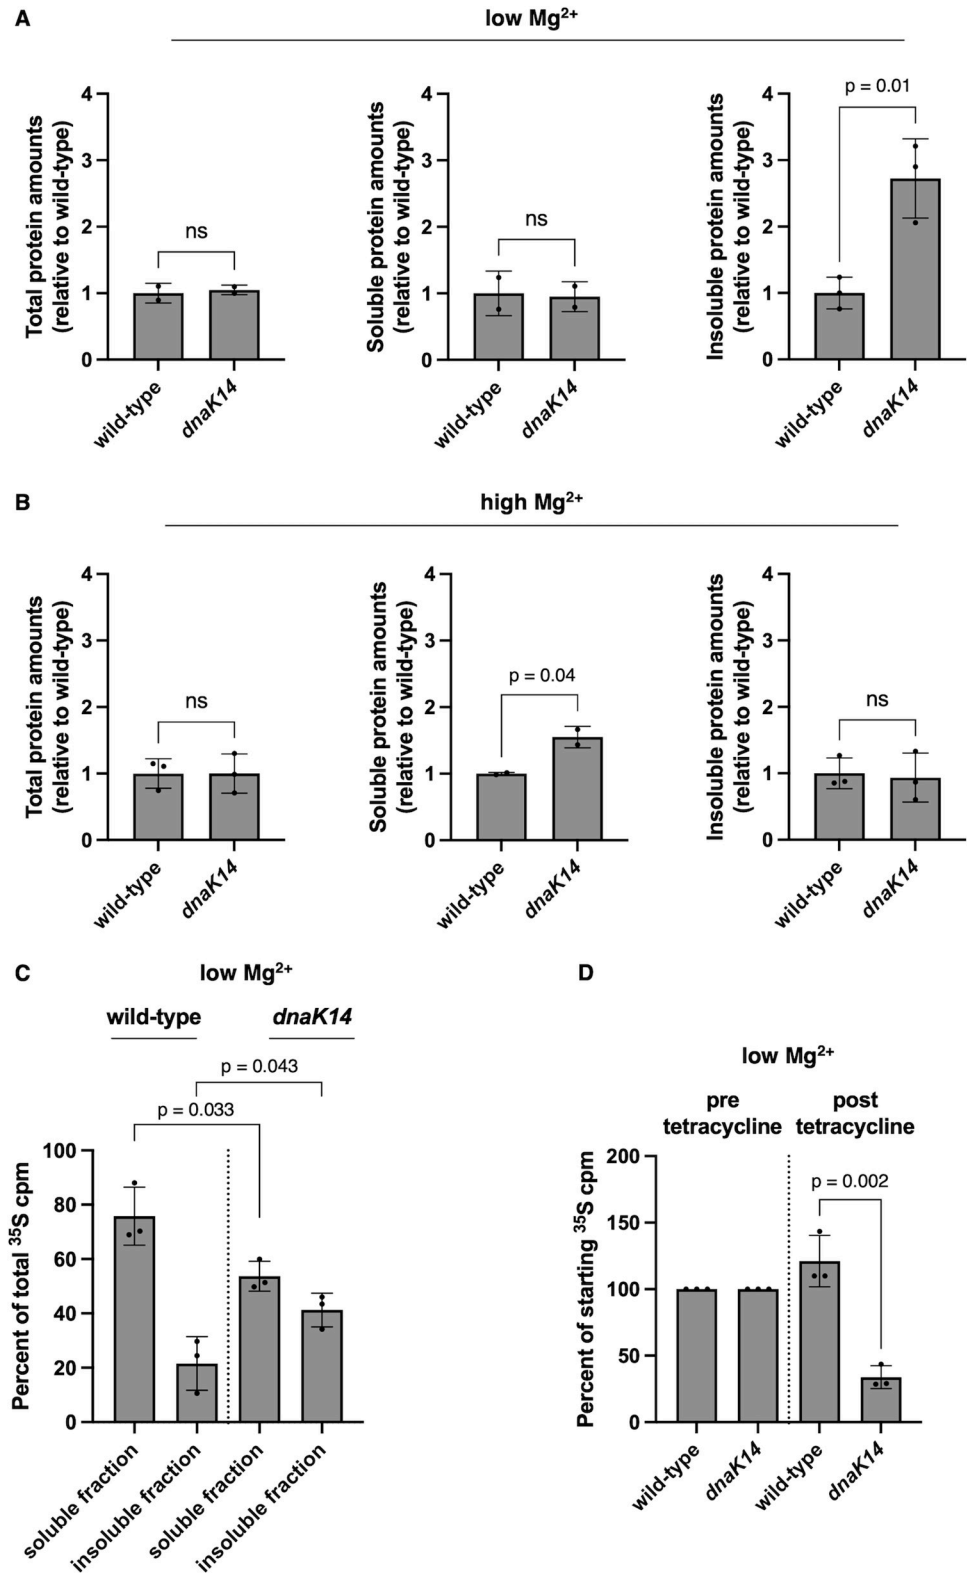 A
low Mg²⁺
Total protein amounts
(relative to wild-type)
4
3
2
1
0
ns
wild-type
dnaK14
Soluble protein amounts
(relative to wild-type)
4
3
2
1
0
ns
wild-type
dnaK14
Insoluble protein amounts
(relative to wild-type)
4
3
2
1
0
p = 0.01
wild-type
dnaK14
B
high Mg²⁺
Total protein amounts
(relative to wild-type)
4
3
2
1
0
ns
wild-type
dnaK14
Soluble protein amounts
(relative to wild-type)
4
3
2
1
0
p = 0.04
wild-type
dnaK14
Insoluble protein amounts
(relative to wild-type)
4
3
2
1
0
ns
wild-type
dnaK14
C
low Mg²⁺
wild-type
dnaK14
p = 0.043
p = 0.033
Percent of total ³⁵S cpm
100
80
60
40
20
0
soluble fraction
insoluble fraction
soluble fraction
insoluble fraction
D
low Mg²⁺
pre
tetracycline
post
tetracycline
p = 0.002
Percent of starting ³⁵S cpm
200
150
100
50
0
wild-type
dnaK14
wild-type
dnaK14